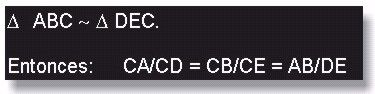 Δ ABC ~ Δ DEC.
Entonces: CA/CD = CB/CE = AB/DE